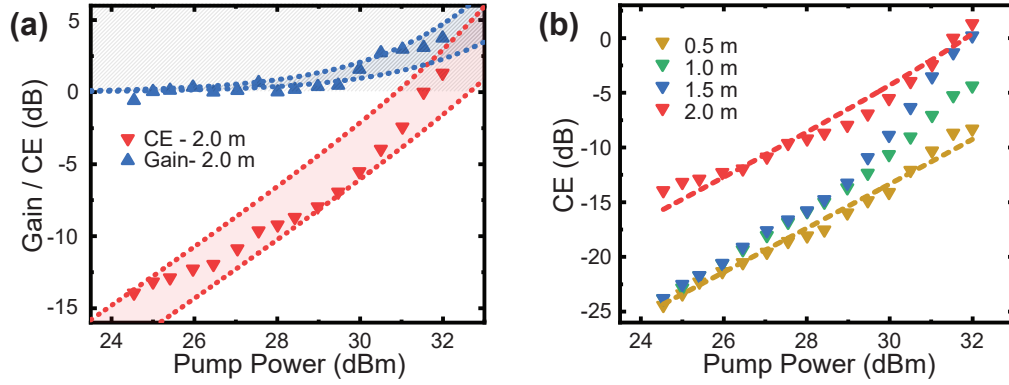 (a)
5
0
-5
-10
-15
Gain / CE (dB)
CE - 2.0 m
Gain- 2.0 m
24 26 28 30 32
Pump Power (dBm)
(b)
0
-5
-10
-15
-20
-25
CE (dB)
0.5 m
1.0 m
1.5 m
2.0 m
24 26 28 30 32
Pump Power (dBm)